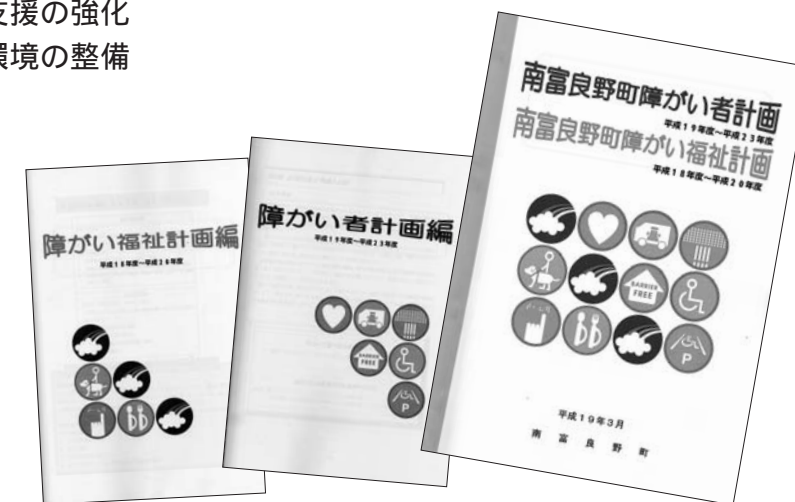 支援の強化
環境の整備
障がい福祉計画編
平成18年度~平成20年度
障がい者計画編
平成19年度~平成23年度
BARRIER
FREE
P
南富良野町障がい者計画
平成19年度~平成23年度
南富良野町障がい福祉計画
平成18年度~平成20年度
BARRIER
FREE
P
平成19年3月
南富良野町